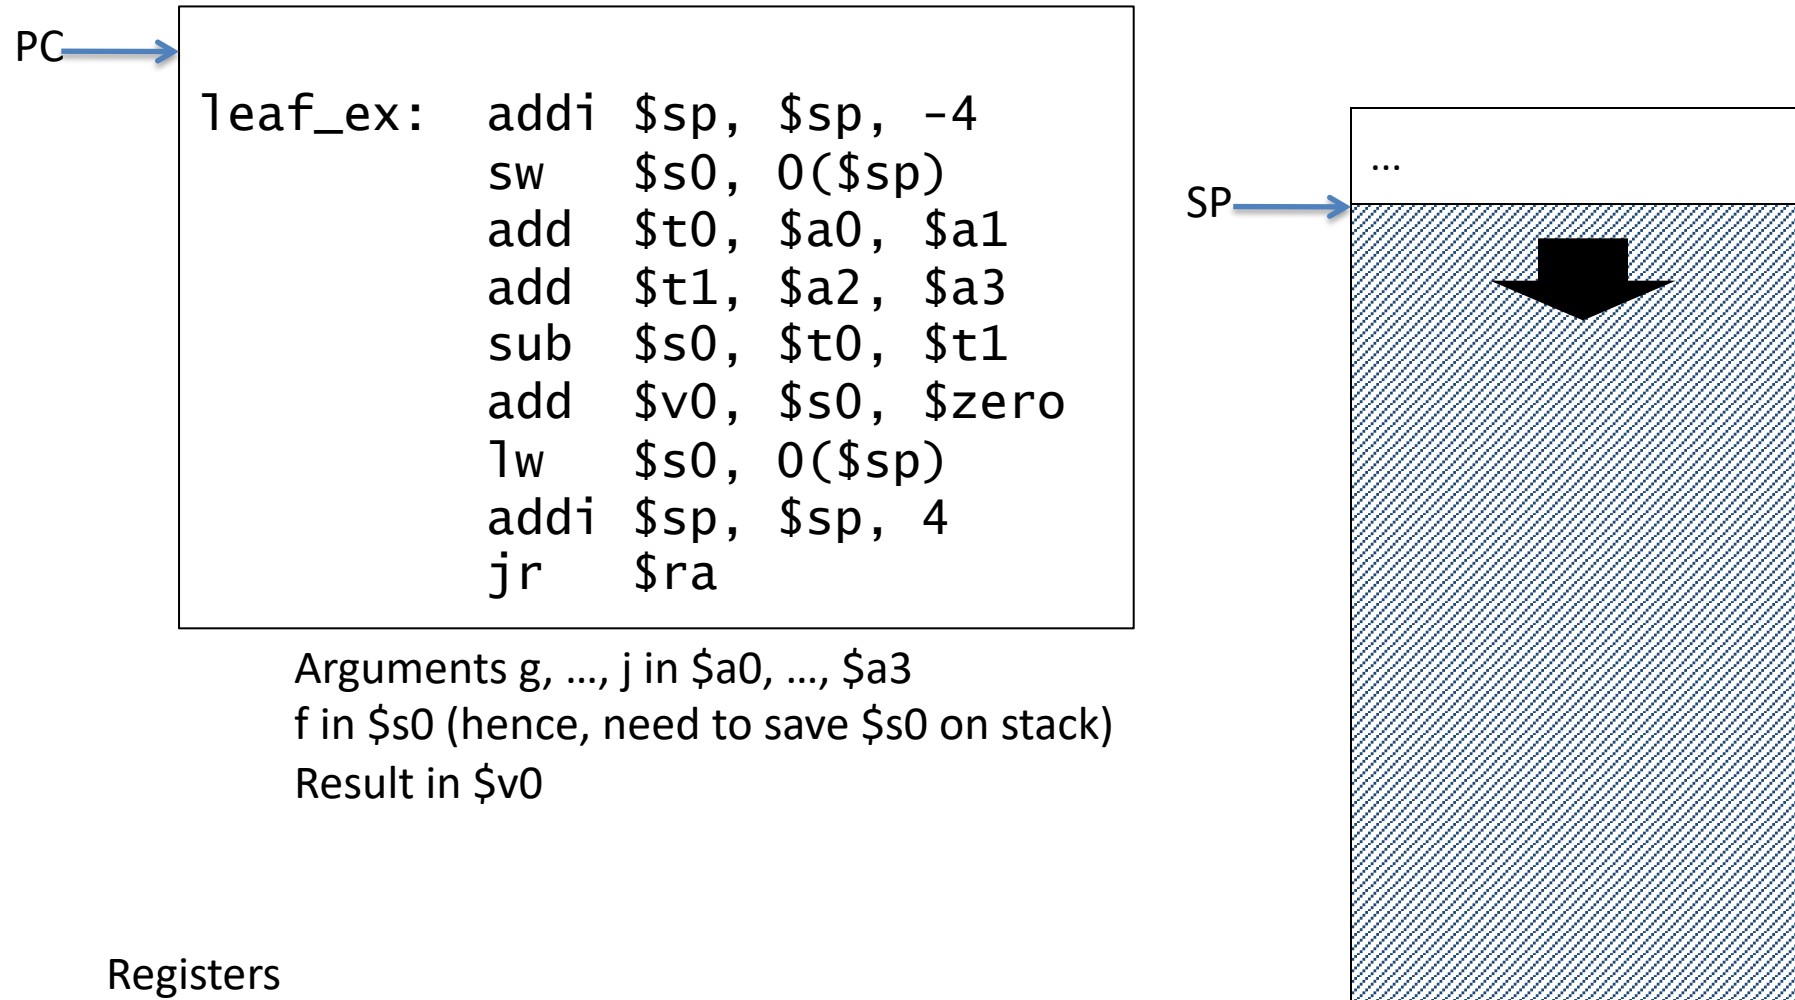 PC
leaf_ex: addi $sp, $sp, -4
sw $s0, 0($sp)
add $t0, $a0, $a1
add $t1, $a2, $a3
sub $s0, $t0, $t1
add $v0, $s0, $zero
lw $s0, 0($sp)
addi $sp, $sp, 4
jr $ra
...
SP
Arguments g, …, j in $a0, …, $a3
f in $s0 (hence, need to save $s0 on stack)
Result in $v0
Registers